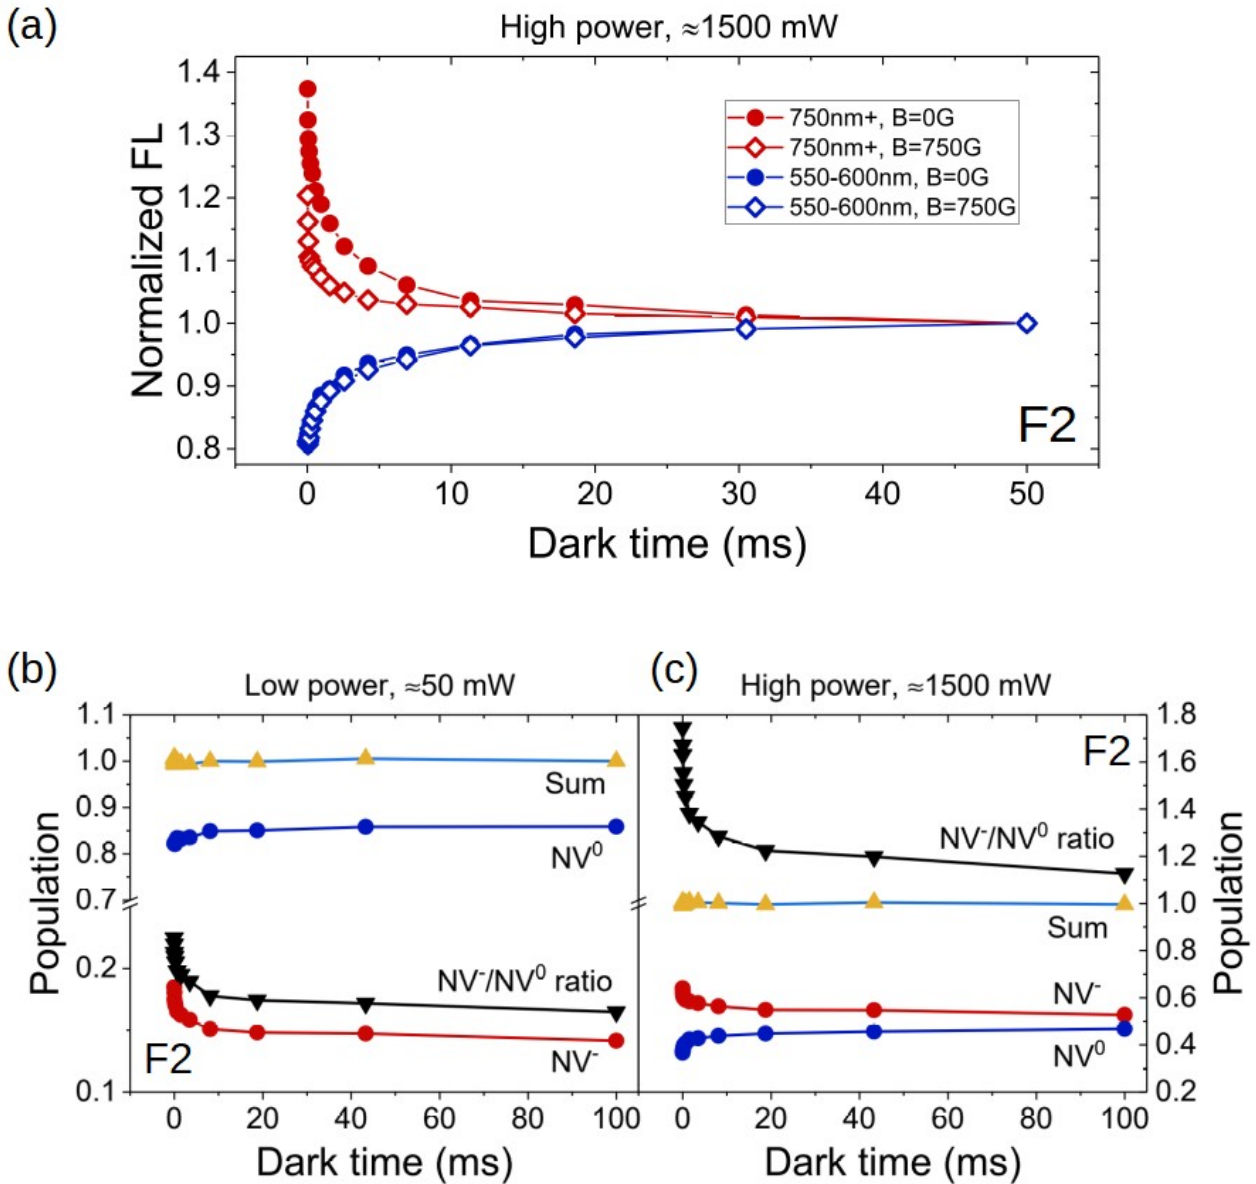 (a)
High power, ≈1500 mW
Normalized FL
1.4
1.3
1.2
1.1
1.0
0.9
0.8
750nm+, B=0G
750nm+, B=750G
550-600nm, B=0G
550-600nm, B=750G
F2
0 10 20 30 40 50
Dark time (ms)
(b)
Low power, ≈50 mW
Population
1.1
1.0
0.9
0.8
0.7
0.2
0.1
Sum
NV⁰
NV⁻/NV⁰ ratio
NV⁻
F2
0 20 40 60 80 100
Dark time (ms)
(c)
High power, ≈1500 mW
F2
NV⁻/NV⁰ ratio
Sum
NV⁻
NV⁰
1.8
1.6
1.4
1.2
1.0
0.8
0.6
0.4
0.2
Population
0 20 40 60 80 100
Dark time (ms)